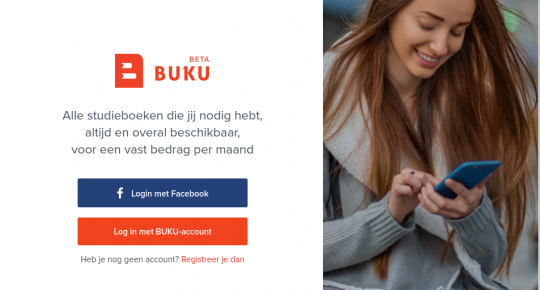 BETA
BUKU
Alle studieboeken die jij nodig hebt,
altijd en overal beschikbaar,
voor een vast bedrag per maand
Login met Facebook
Log in met BUKU-account
Heb je nog geen account? Registreer je dan